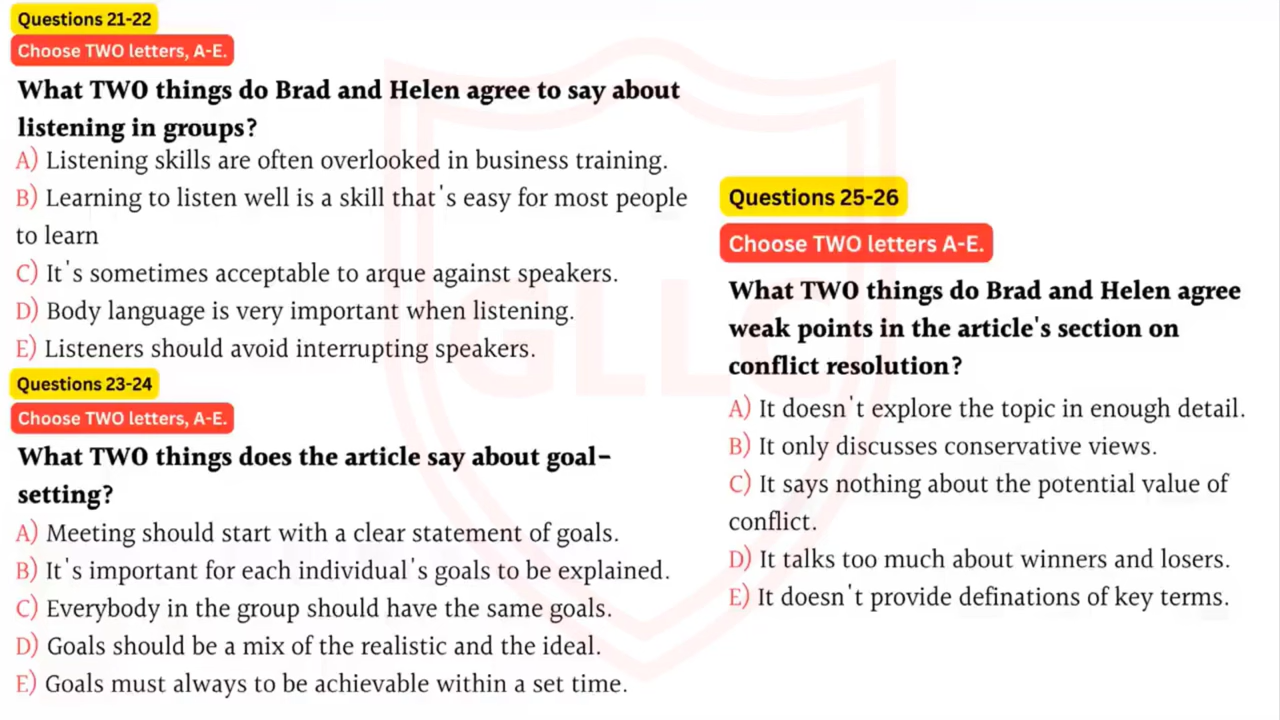 Questions 21-22
Choose TWO letters, A-E.
What TWO things do Brad and Helen agree to say about
listening in groups?
A) Listening skills are often overlooked in business training.
B) Learning to listen well is a skill that's easy for most people
to learn
C) It's sometimes acceptable to arque against speakers.
D) Body language is very important when listening.
E) Listeners should avoid interrupting speakers.
Questions 23-24
Choose TWO letters, A-E.
What TWO things does the article say about goal-
setting?
A) Meeting should start with a clear statement of goals.
B) It's important for each individual's goals to be explained.
C) Everybody in the group should have the same goals.
D) Goals should be a mix of the realistic and the ideal.
E) Goals must always to be achievable within a set time.
Questions 25-26
Choose TWO letters A-E.
What TWO things do Brad and Helen agree
weak points in the article's section on
conflict resolution?
A) It doesn't explore the topic in enough detail.
B) It only discusses conservative views.
C) It says nothing about the potential value of
conflict.
D) It talks too much about winners and losers.
E) It doesn't provide definations of key terms.
GLLC